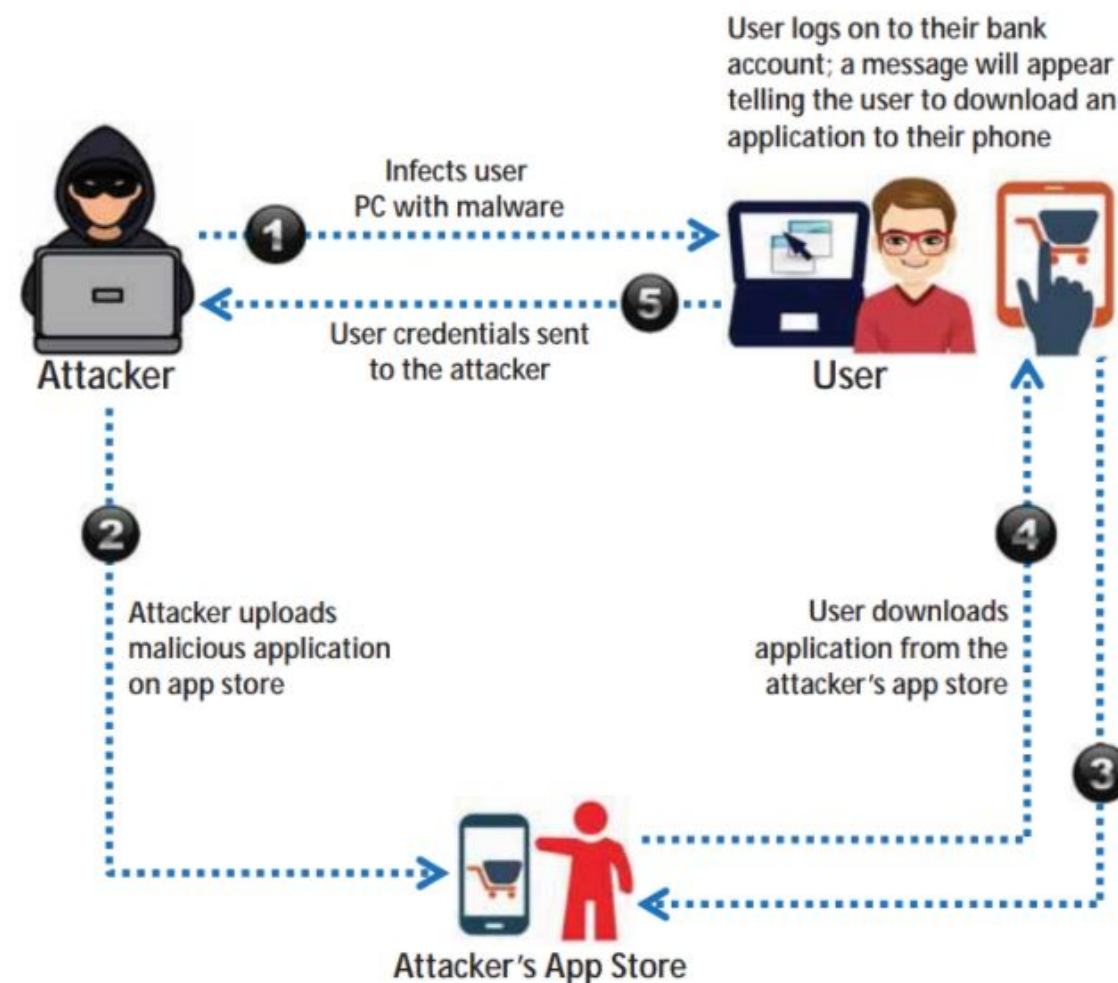 User logs on to their bank
account; a message will appear
telling the user to download an
application to their phone
Infects user
PC with malware
1
5
User credentials sent
to the attacker
Attacker
User
2
4
Attacker uploads
malicious application
on app store
User downloads
application from the
attacker's app store
3
Attacker's App Store